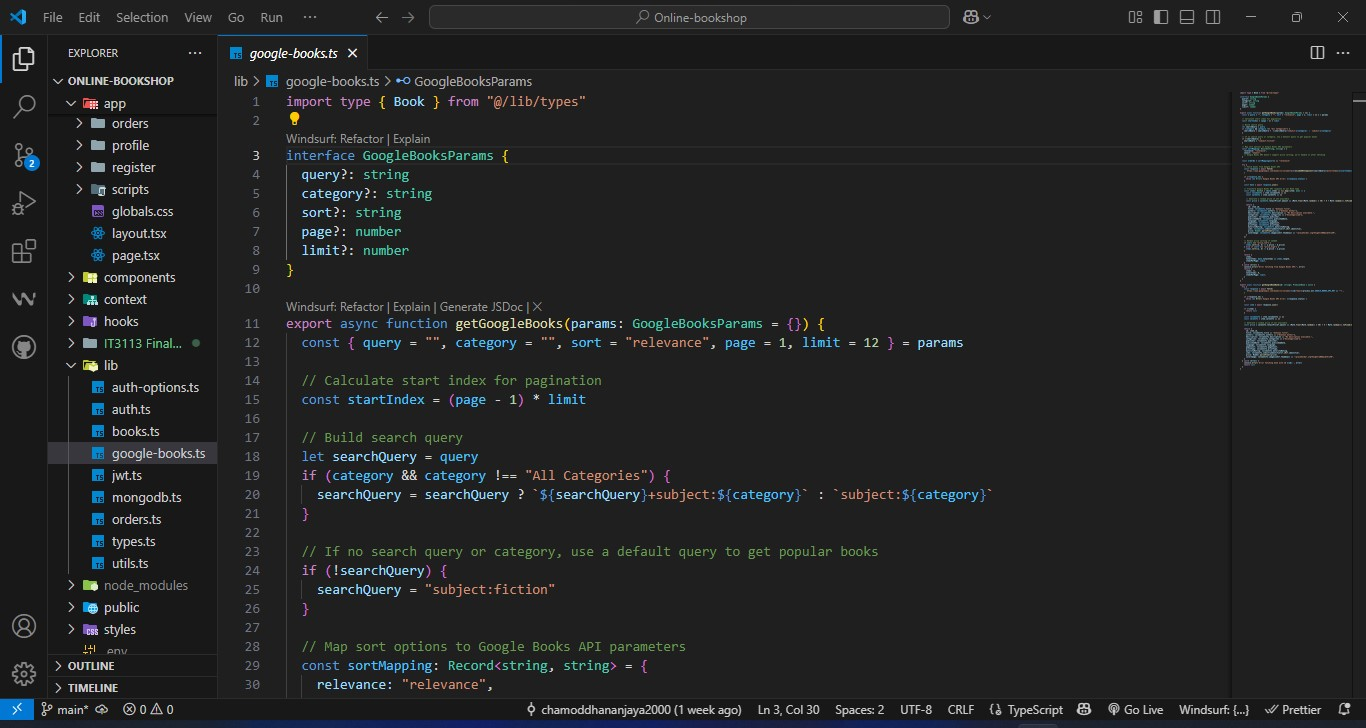 File Edit Selection View Go Run ··· Online-bookshop
EXPLORER ···
ONLINE-BOOKSHOP
app
orders
profile
register
scripts
globals.css
layout.tsx
page.tsx
components
context
hooks
IT3113 Final...
lib
auth-options.ts
auth.ts
books.ts
google-books.ts
jwt.ts
mongodb.ts
orders.ts
types.ts
utils.ts
node_modules
public
styles
.env
OUTLINE
TIMELINE
2
google-books.ts
lib > google-books.ts > GoogleBooksParams
1 import type { Book } from "@/lib/types"
2
Windsurf: Refactor | Explain
3 interface GoogleBooksParams {
4 query?: string
5 category?: string
6 sort?: string
7 page?: number
8 limit?: number
9 }
10
Windsurf: Refactor | Explain | Generate JSDoc | X
11 export async function getGoogleBooks(params: GoogleBooksParams = {}) {
12 const { query = "", category = "", sort = "relevance", page = 1, limit = 12 } = params
13
14 // Calculate start index for pagination
15 const startIndex = (page - 1) * limit
16
17 // Build search query
18 let searchQuery = query
19 if (category && category !== "All Categories") {
20 searchQuery = searchQuery ? `${searchQuery}+subject:${category}` : `subject:${category}`
21 }
22
23 // If no search query or category, use a default query to get popular books
24 if (!searchQuery) {
25 searchQuery = "subject:fiction"
26 }
27
28 // Map sort options to Google Books API parameters
29 const sortMapping: Record<string, string> = {
30 relevance: "relevance",
main* 0 0 chamoddhananjaya2000 (1 week ago) Ln 3, Col 30 Spaces: 2 UTF-8 CRLF {} TypeScript Go Live Windsurf: {...} Prettier